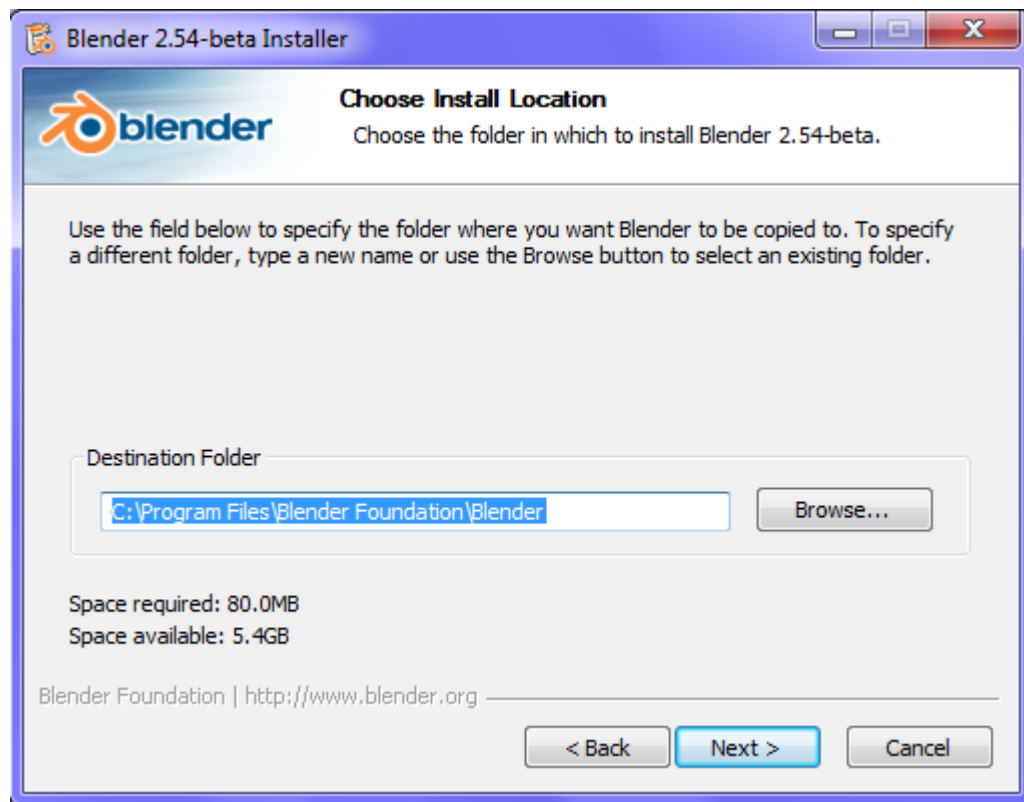 Blender 2.54-beta Installer
blender
Choose Install Location
Choose the folder in which to install Blender 2.54-beta.
Use the field below to specify the folder where you want Blender to be copied to. To specify
a different folder, type a new name or use the Browse button to select an existing folder.
Destination Folder
C:\Program Files\Blender Foundation\Blender
Browse...
Space required: 80.0MB
Space available: 5.4GB
Blender Foundation | http://www.blender.org
< Back
Next >
Cancel